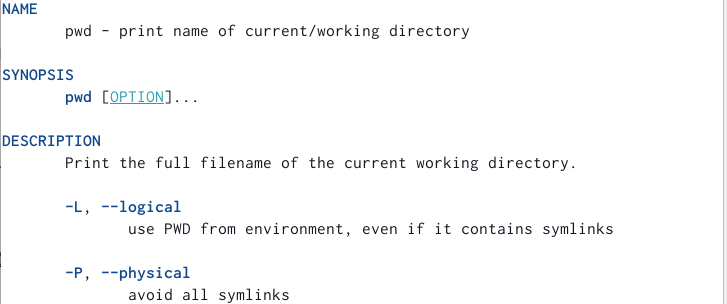 NAME
pwd - print name of current/working directory
SYNOPSIS
pwd [OPTION]...
DESCRIPTION
Print the full filename of the current working directory.
-L, --logical
use PWD from environment, even if it contains symlinks
-P, --physical
avoid all symlinks